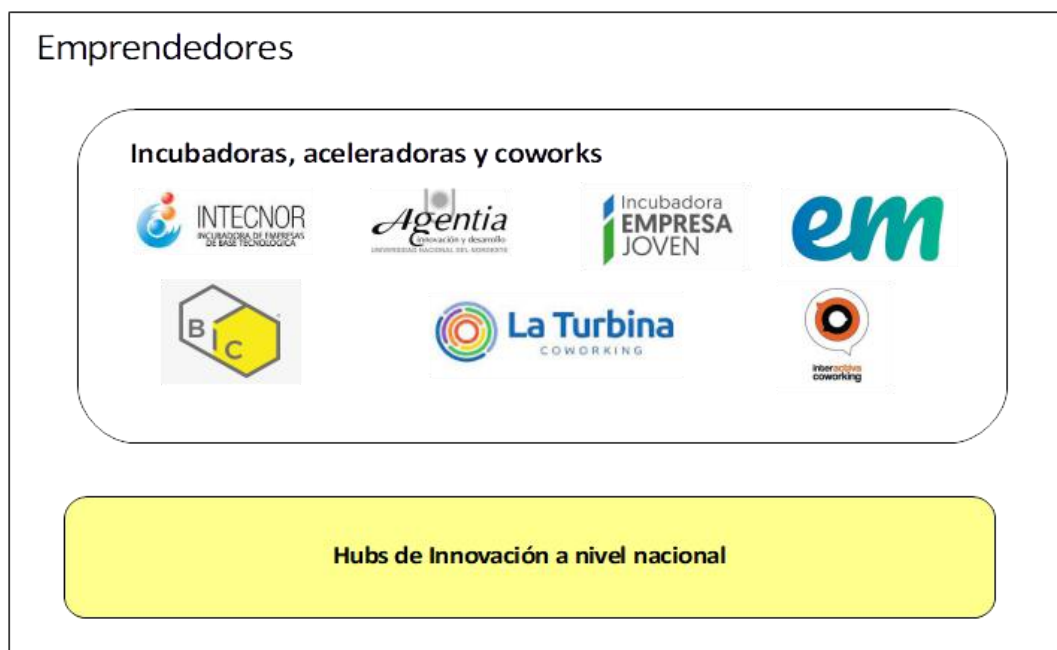 Emprendedores
Incubadoras, aceleradoras y coworks
INTECNOR
INCUBADORA DE EMPRESAS
DE BASE TECNOLOGICA
Agentia
innovación y desarrollo
UNIVERSIDAD NACIONAL DEL NORDESTE
Incubadora
EMPRESA
JOVEN
em
B
I
C
La Turbina
COWORKING
interactiva
coworking
Hubs de Innovación a nivel nacional